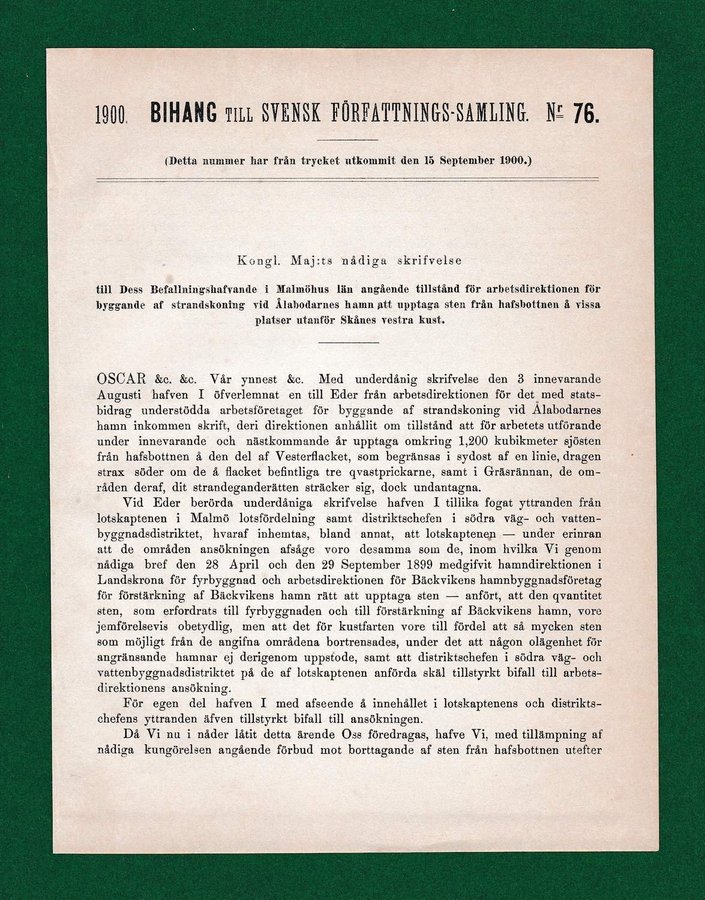 1900. BIHANG TILL SVENSK FÖRFATTNINGS-SAMLING. Nr 76.
(Detta nummer har från trycket utkommit den 15 September 1900.)
Kongl. Maj:ts nådiga skrifvelse
till Dess Befallningshafvande i Malmöhus län angående tillstånd för arbetsdirektionen för
byggande af strandskoning vid Ålabodarnes hamn att upptaga sten från hafsbottnen å vissa
platser utanför Skånes vestra kust.
OSCAR &c. &c. Vår ynnest &c. Med underdånig skrifvelse den 3 innevarande
Augusti hafven I öfverlemnat en till Eder från arbetsdirektionen för det med stats-
bidrag understödda arbetsföretaget för byggande af strandskoning vid Ålabodarnes
hamn inkommen skrift, deri direktionen anhållit om tillstånd att för arbetets utförande
under innevarande och nästkommande år upptaga omkring 1,200 kubikmeter sjösten
från hafsbottnen å den del af Vesterflacket, som begränsas i sydost af en linie, dragen
strax söder om de å flacket befintliga tre qvastprickarne, samt i Gräsrännan, de om-
råden deraf, dit strandeganderätten sträcker sig, dock undantagna.
Vid Eder berörda underdåniga skrifvelse hafven I tillika fogat yttranden från
lotskaptenen i Malmö lotsfördelning samt distriktschefen i södra väg- och vatten-
byggnadsdistriktet, hvaraf inhemtas, bland annat, att lotskaptenen — under erinran
att de områden ansökningen afsåge voro desamma som de, inom hvilka Vi genom
nådiga bref den 28 April och den 29 September 1899 medgifvit hamndirektionen i
Landskrona för fyrbyggnad och arbetsdirektionen för Bäckvikens hamnbyggnadsföretag
för förstärkning af Bäckvikens hamn rätt att upptaga sten — anfört, att den qvantitet
sten, som erfordrats till fyrbyggnaden och till förstärkning af Bäckvikens hamn, vore
jemförelsevis obetydlig, men att det för kustfarten vore till fördel att så mycken sten
som möjligt från de angifna områdena bortrensades, under det att någon olägenhet för
angränsande hamnar ej derigenom uppstode, samt att distriktschefen i södra väg- och
vattenbyggnadsdistriktet på de af lotskaptenen anförda skäl tillstyrkt bifall till arbets-
direktionens ansökning.
För egen del hafven I med afseende å innehållet i lotskaptenens och distrikts-
chefens yttranden äfven tillstyrkt bifall till ansökningen.
Då Vi nu i nåder låtit detta ärende Oss föredragas, hafve Vi, med tillämpning af
nådiga kungörelsen angående förbud mot borttagande af sten från hafsbottnen utefter